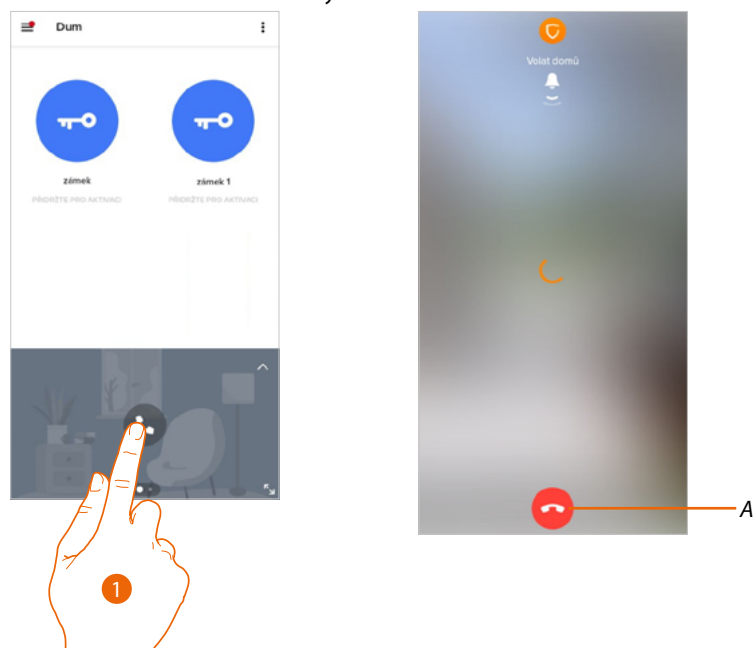 Dum
zámek
PŘIDRŽTE PRO AKTIVACI
zámek 1
PŘIDRŽTE PRO AKTIVACI
1
Volat domů
A